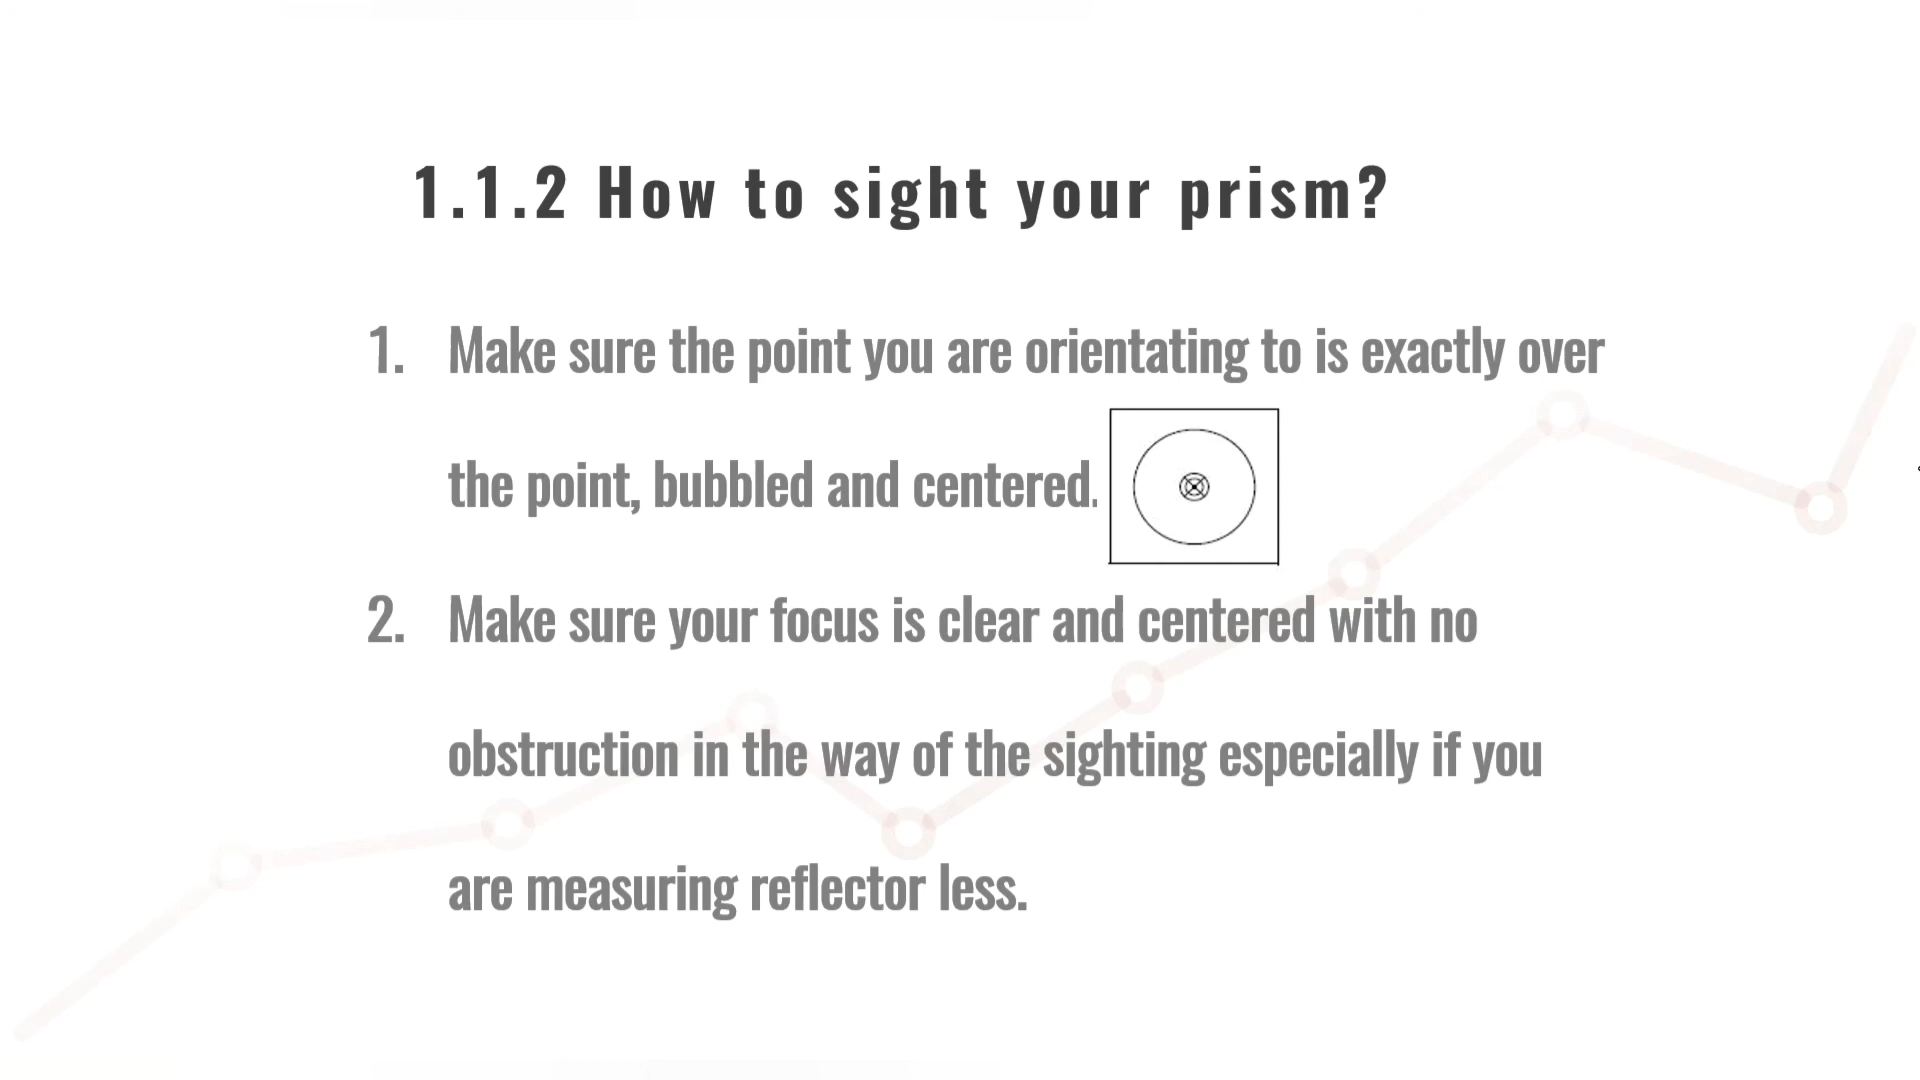 1.1.2 How to sight your prism?
1. Make sure the point you are orientating to is exactly over
the point, bubbled and centered.
2. Make sure your focus is clear and centered with no
obstruction in the way of the sighting especially if you
are measuring reflector less.